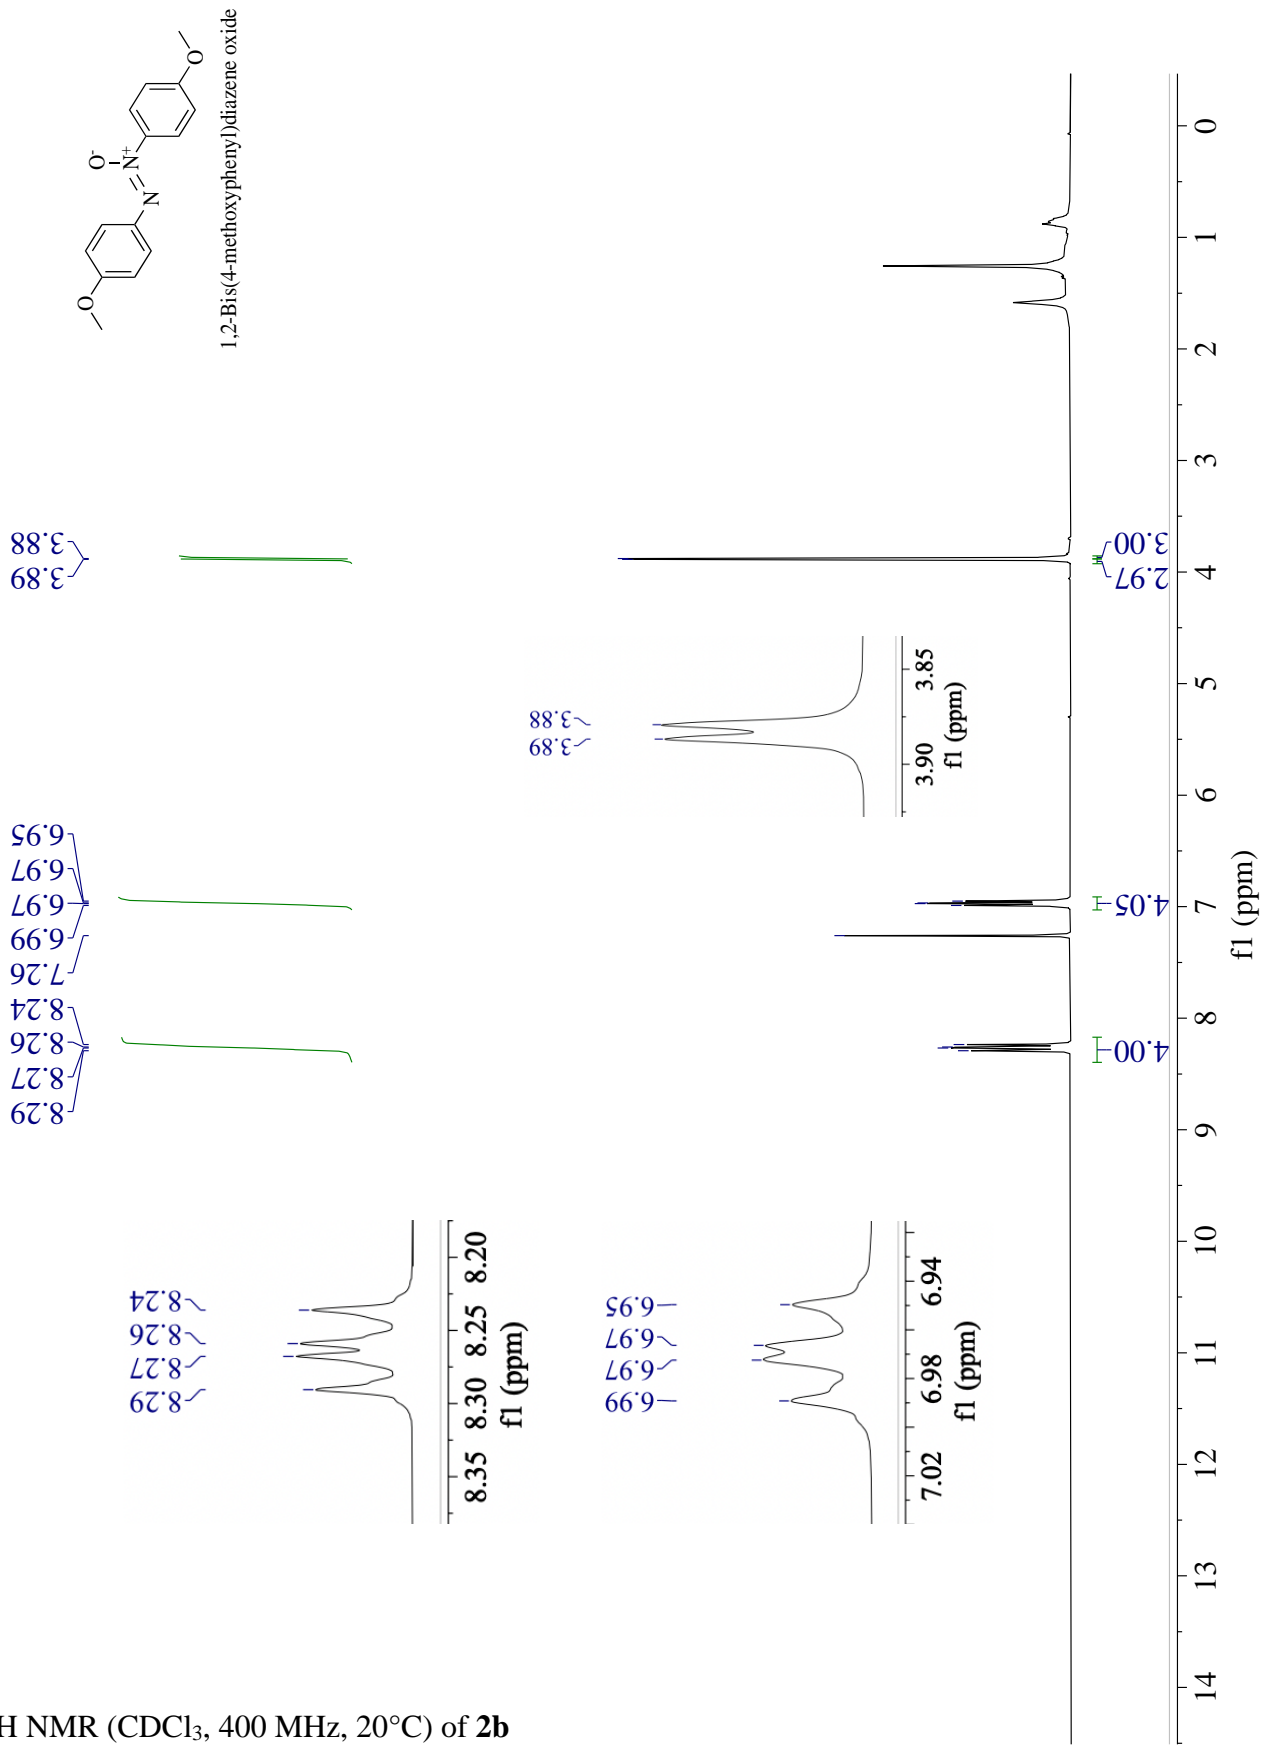 H NMR (CDCl₃, 400 MHz, 20°C) of 2b
O
N
N⁺
O⁻
O
1,2-Bis(4-methoxyphenyl)diazene oxide
8.29
8.27
8.26
8.24
7.26
6.99
6.97
6.97
6.95
3.89
3.88
8.29
8.27
8.26
8.24
8.35 8.30 8.25 8.20
f1 (ppm)
6.99
6.97
6.97
6.95
7.02 6.98 6.94
f1 (ppm)
3.89
3.88
3.90 3.85
f1 (ppm)
4.00
4.05
2.97
3.00
14 13 12 11 10 9 8 7 6 5 4 3 2 1 0
f1 (ppm)